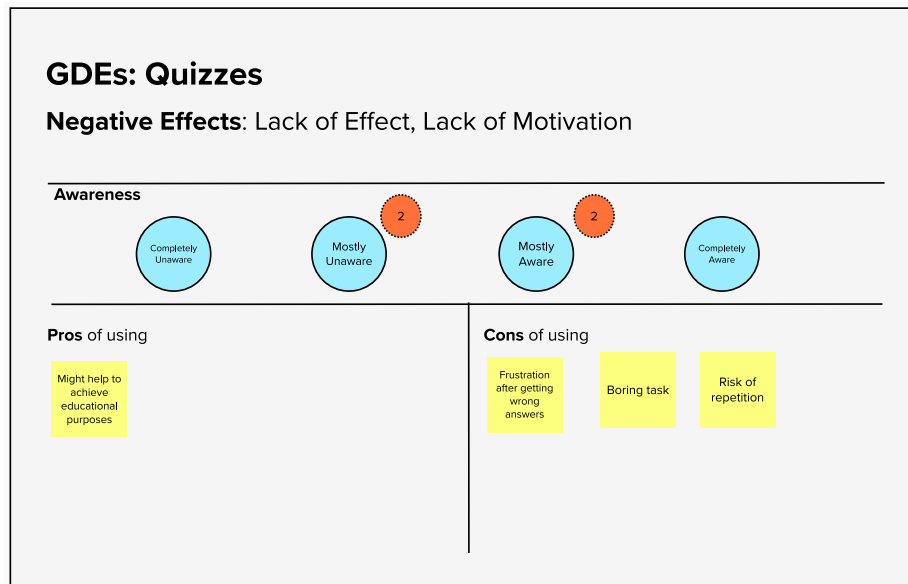 GDEs: Quizzes
Negative Effects: Lack of Effect, Lack of Motivation
Awareness
Completely
Unaware
Mostly
Unaware
2
Mostly
Aware
2
Completely
Aware
Pros of using
Might help to
achieve
educational
purposes
Cons of using
Frustration
after getting
wrong
answers
Boring task
Risk of
repetition